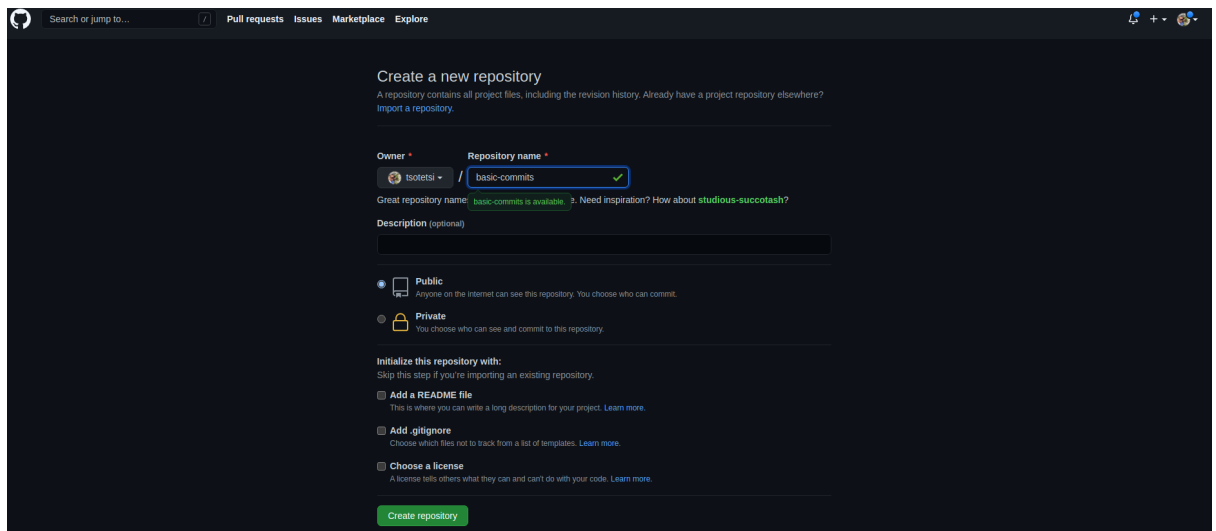 Search or jump to... /
Pull requests Issues Marketplace Explore
Create a new repository
A repository contains all project files, including the revision history. Already have a project repository elsewhere?
Import a repository.
Owner * Repository name *
tsotetsi / basic-commits
Great repository name e. Need inspiration? How about studious-succotash?
basic-commits is available.
Description (optional)
Public
Anyone on the internet can see this repository. You choose who can commit.
Private
You choose who can see and commit to this repository.
Initialize this repository with:
Skip this step if you're importing an existing repository.
Add a README file
This is where you can write a long description for your project. Learn more.
Add .gitignore
Choose which files not to track from a list of templates. Learn more.
Choose a license
A license tells others what they can and can't do with your code. Learn more.
Create repository